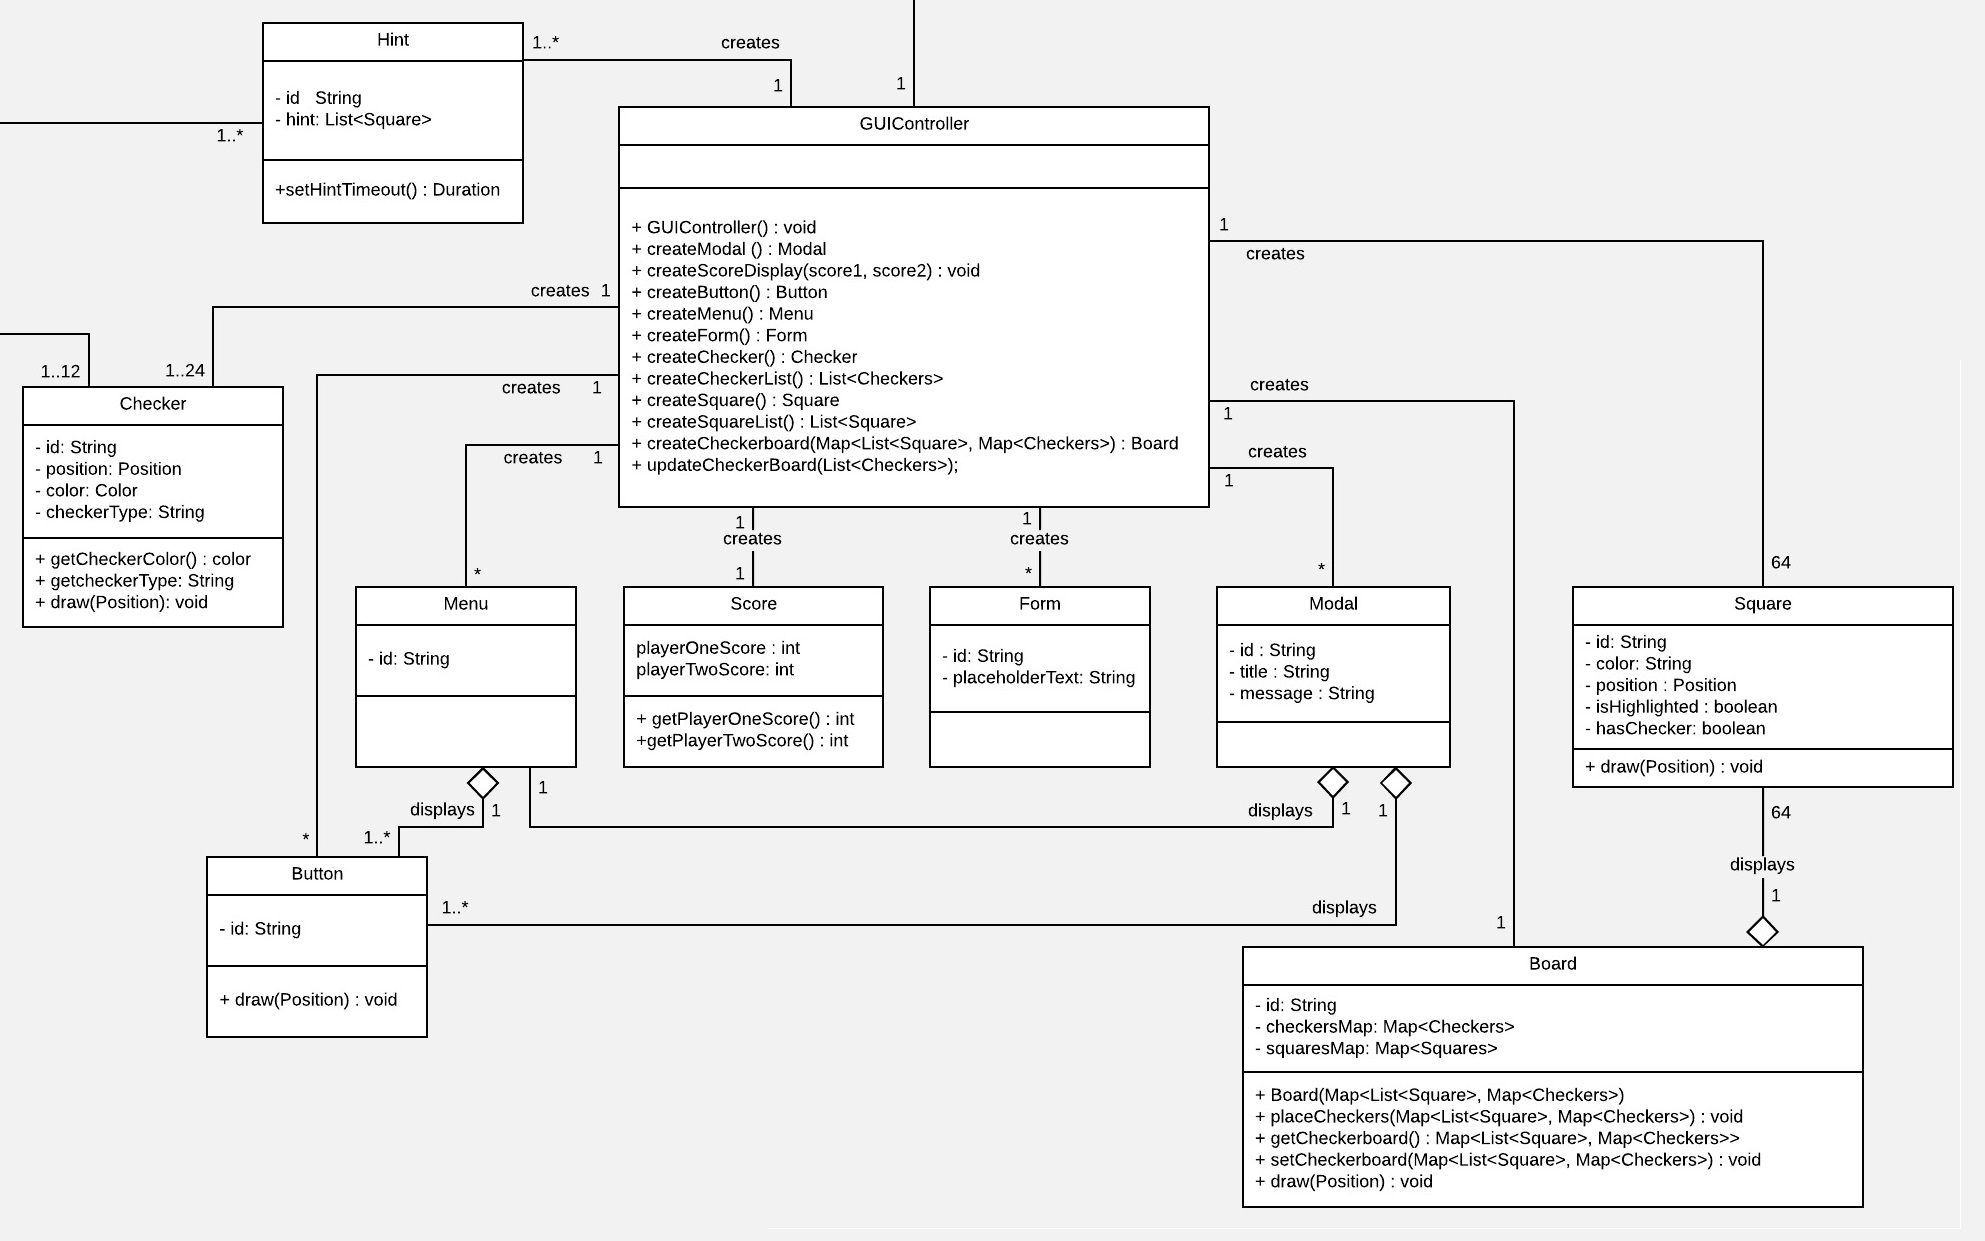 Hint
- id   String
- hint: List<Square>
+setHintTimeout() : Duration
1..*
1..*
creates
1
1
GUIController
+ GUIController() : void
+ createModal () : Modal
+ createScoreDisplay(score1, score2) : void
+ createButton() : Button
+ createMenu() : Menu
+ createForm() : Form
+ createChecker() : Checker
+ createCheckerList() : List<Checkers>
+ createSquare() : Square
+ createSquareList() : List<Square>
+ createCheckerboard(Map<List<Square>, Map<Checkers>) : Board
+ updateCheckerBoard(List<Checkers>);
1
creates
creates 1
1..12
1..24
creates 1
creates 1
creates
1
creates
1
Checker
- id: String
- position: Position
- color: Color
- checkerType: String
+ getCheckerColor() : color
+ getcheckerType: String
+ draw(Position): void
1
creates
1
1
creates
*
*
*
64
Menu
- id: String
Score
playerOneScore : int
playerTwoScore: int
+ getPlayerOneScore() : int
+getPlayerTwoScore() : int
Form
- id: String
- placeholderText: String
Modal
- id : String
- title : String
- message : String
Square
- id: String
- color: String
- position : Position
- isHighlighted : boolean
- hasChecker: boolean
+ draw(Position) : void
displays 1
1
displays 1
1
64
displays
1
*
1..*
Button
- id: String
+ draw(Position) : void
1..*
displays
1
Board
- id: String
- checkersMap: Map<Checkers>
- squaresMap: Map<Squares>
+ Board(Map<List<Square>, Map<Checkers>)
+ placeCheckers(Map<List<Square>, Map<Checkers>) : void
+ getCheckerboard() : Map<List<Square>, Map<Checkers>>
+ setCheckerboard(Map<List<Square>, Map<Checkers>) : void
+ draw(Position) : void